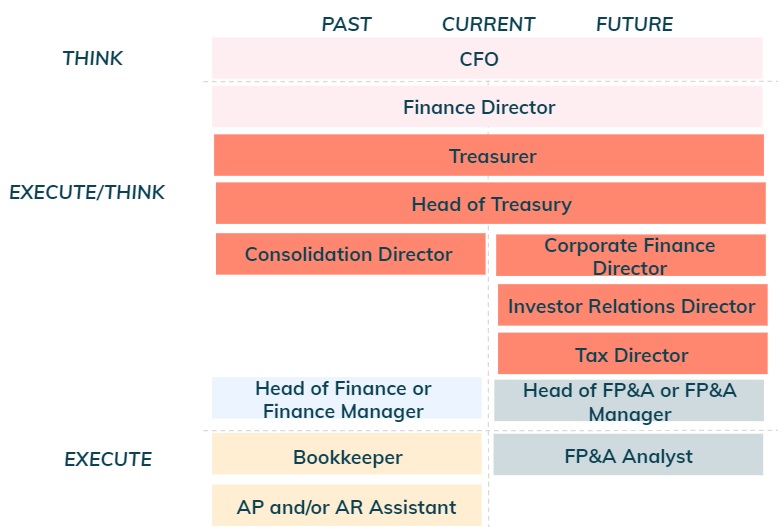 PAST CURRENT FUTURE
THINK
CFO
Finance Director
Treasurer
EXECUTE/THINK
Head of Treasury
Consolidation Director
Corporate Finance
Director
Investor Relations Director
Tax Director
Head of Finance or
Finance Manager
Head of FP&A or FP&A
Manager
EXECUTE
Bookkeeper
FP&A Analyst
AP and/or AR Assistant